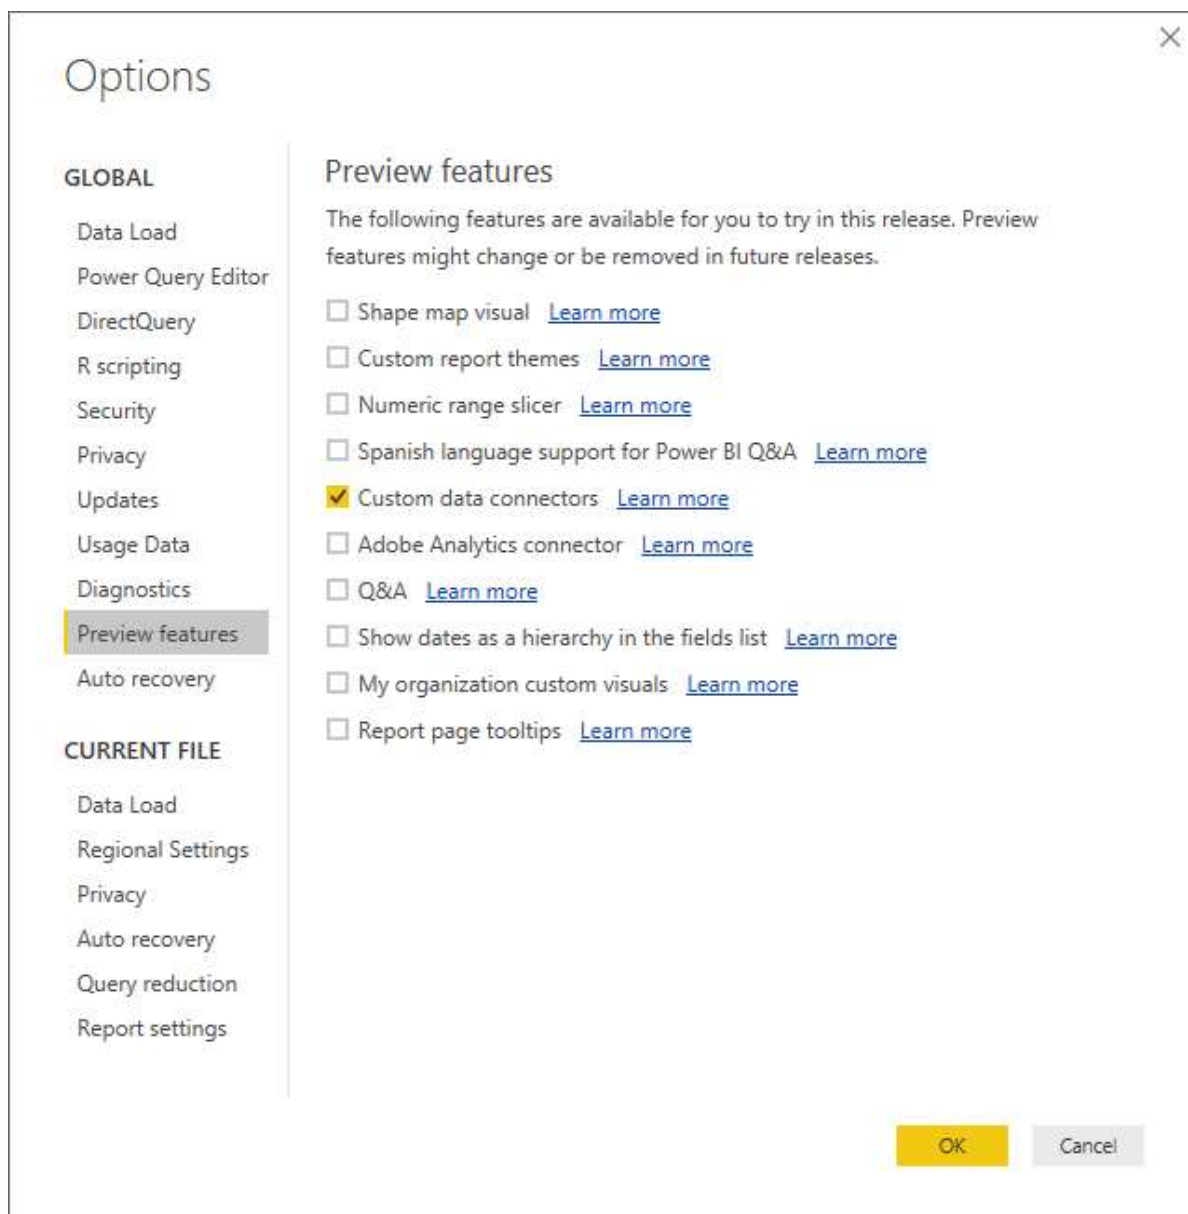 Options
GLOBAL
Data Load
Power Query Editor
DirectQuery
R scripting
Security
Privacy
Updates
Usage Data
Diagnostics
Preview features
Auto recovery
CURRENT FILE
Data Load
Regional Settings
Privacy
Auto recovery
Query reduction
Report settings
Preview features
The following features are available for you to try in this release. Preview
features might change or be removed in future releases.
Shape map visual Learn more
Custom report themes Learn more
Numeric range slicer Learn more
Spanish language support for Power BI Q&A Learn more
Custom data connectors Learn more
Adobe Analytics connector Learn more
Q&A Learn more
Show dates as a hierarchy in the fields list Learn more
My organization custom visuals Learn more
Report page tooltips Learn more
OK Cancel